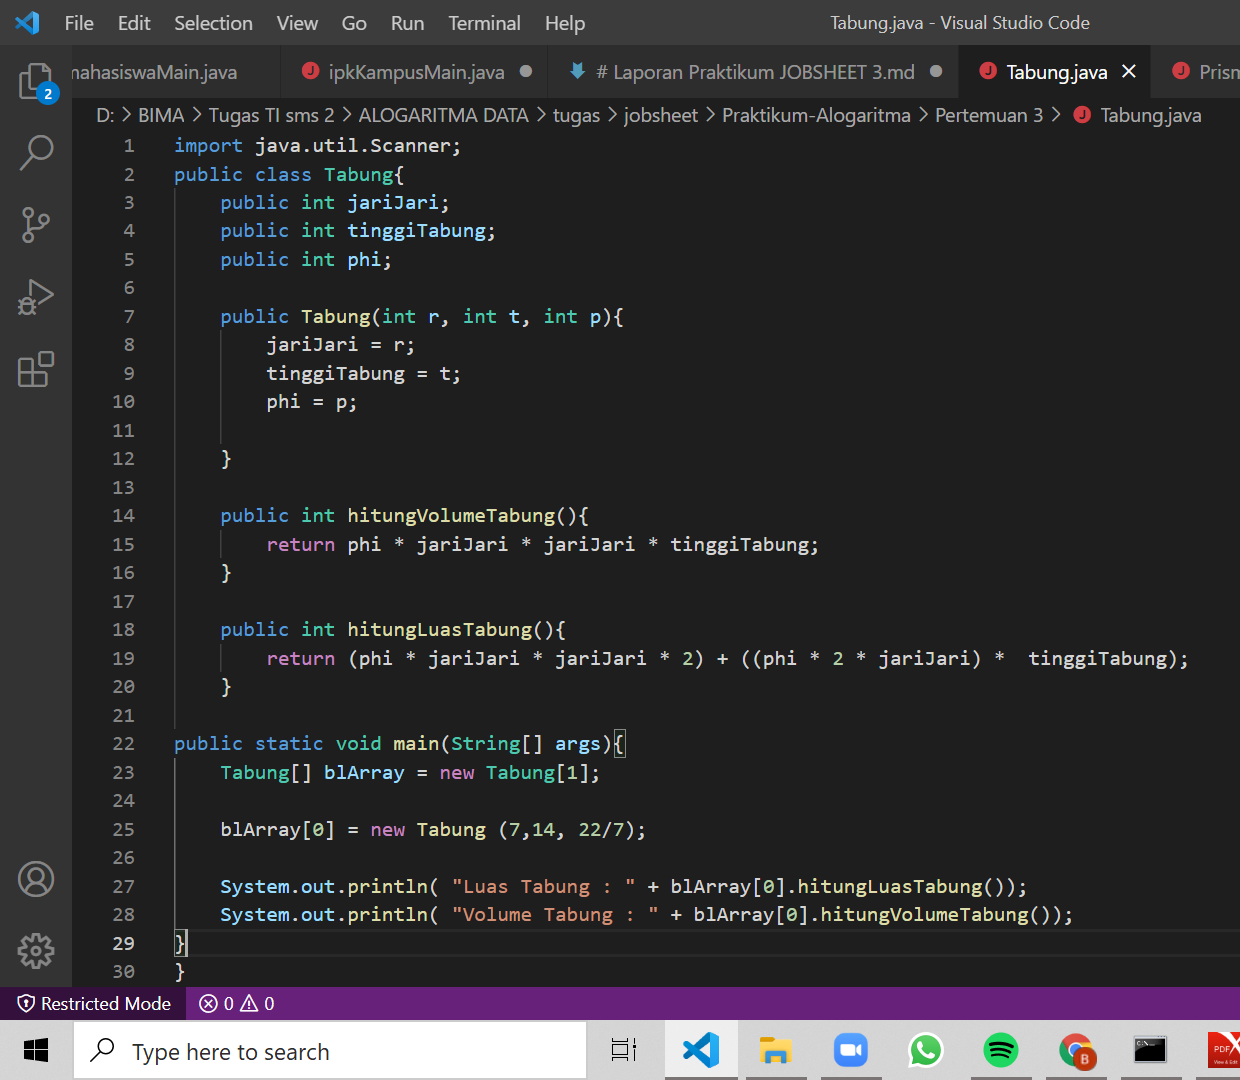 File Edit Selection View Go Run Terminal Help Tabung.java - Visual Studio Code
nahasiswaMain.java ipkKampusMain.java # Laporan Praktikum JOBSHEET 3.md Tabung.java Prism
D: > BIMA > Tugas TI sms 2 > ALOGARITMA DATA > tugas > jobsheet > Praktikum-Alogaritma > Pertemuan 3 > Tabung.java
2
1 import java.util.Scanner;
2 public class Tabung{
3 public int jariJari;
4 public int tinggiTabung;
5 public int phi;
6
7 public Tabung(int r, int t, int p){
8 jariJari = r;
9 tinggiTabung = t;
10 phi = p;
11
12 }
13
14 public int hitungVolumeTabung(){
15 return phi * jariJari * jariJari * tinggiTabung;
16 }
17
18 public int hitungLuasTabung(){
19 return (phi * jariJari * jariJari * 2) + ((phi * 2 * jariJari) *  tinggiTabung);
20 }
21
22 public static void main(String[] args){
23 Tabung[] blArray = new Tabung[1];
24
25 blArray[0] = new Tabung (7,14, 22/7);
26
27 System.out.println( "Luas Tabung : " + blArray[0].hitungLuasTabung());
28 System.out.println( "Volume Tabung : " + blArray[0].hitungVolumeTabung());
29 }
30 }
Restricted Mode 0 0
Type here to search
B
C:\.
PDF